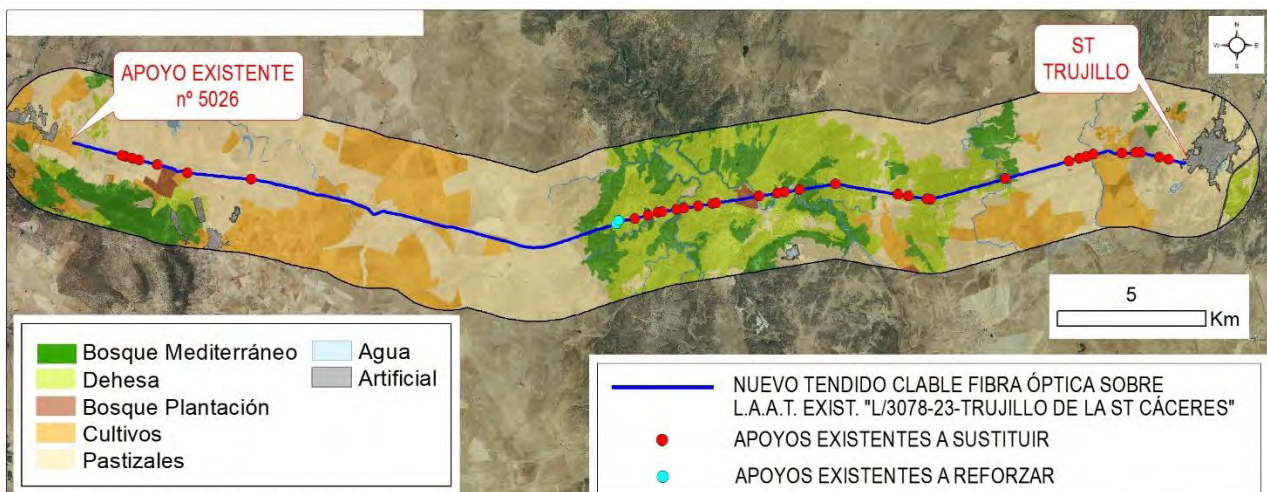 APOYO EXISTENTE
nº 5026
ST
TRUJILLO
N
W
E
S
5
Km
Bosque Mediterráneo
Dehesa
Bosque Plantación
Cultivos
Pastizales
Agua
Artificial
NUEVO TENDIDO CLABLE FIBRA ÓPTICA SOBRE
L.A.A.T. EXIST. "L/3078-23-TRUJILLO DE LA ST CÁCERES"
APOYOS EXISTENTES A SUSTITUIR
APOYOS EXISTENTES A REFORZAR